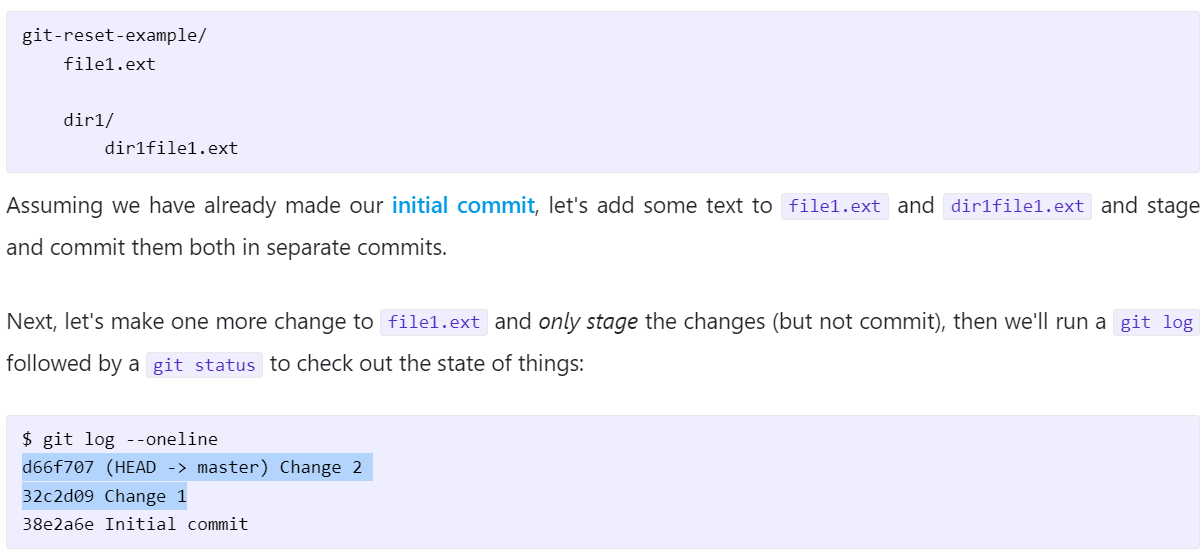 git-reset-example/
file1.ext
dir1/
dir1file1.ext
Assuming we have already made our initial commit, let's add some text to file1.ext and dir1file1.ext and stage
and commit them both in separate commits.
Next, let's make one more change to file1.ext and only stage the changes (but not commit), then we'll run a git log
followed by a git status to check out the state of things:
$ git log --oneline
d66f707 (HEAD -> master) Change 2
32c2d09 Change 1
38e2a6e Initial commit